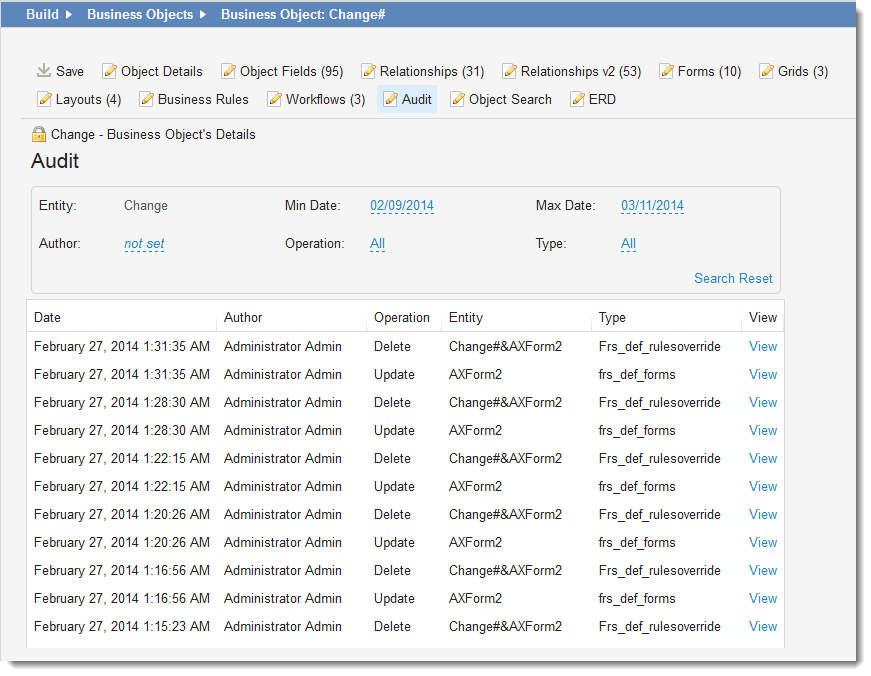 Build Business Objects Business Object: Change#
Save Object Details Object Fields (95) Relationships (31) Relationships v2 (53) Forms (10) Grids (3)
Layouts (4) Business Rules Workflows (3) Audit Object Search ERD
Change - Business Object's Details
Audit
Entity: Change Min Date: 02/09/2014 Max Date: 03/11/2014
Author: not set Operation: All Type: All
Search Reset
Date Author Operation Entity Type View
February 27, 2014 1:31:35 AM Administrator Admin Delete Change#&AXForm2 Frs_def_rulesoverride View
February 27, 2014 1:31:35 AM Administrator Admin Update AXForm2 frs_def_forms View
February 27, 2014 1:28:30 AM Administrator Admin Delete Change#&AXForm2 Frs_def_rulesoverride View
February 27, 2014 1:28:30 AM Administrator Admin Update AXForm2 frs_def_forms View
February 27, 2014 1:22:15 AM Administrator Admin Delete Change#&AXForm2 Frs_def_rulesoverride View
February 27, 2014 1:22:15 AM Administrator Admin Update AXForm2 frs_def_forms View
February 27, 2014 1:20:26 AM Administrator Admin Delete Change#&AXForm2 Frs_def_rulesoverride View
February 27, 2014 1:20:26 AM Administrator Admin Update AXForm2 frs_def_forms View
February 27, 2014 1:16:56 AM Administrator Admin Delete Change#&AXForm2 Frs_def_rulesoverride View
February 27, 2014 1:16:56 AM Administrator Admin Update AXForm2 frs_def_forms View
February 27, 2014 1:15:23 AM Administrator Admin Delete Change#&AXForm2 Frs_def_rulesoverride View